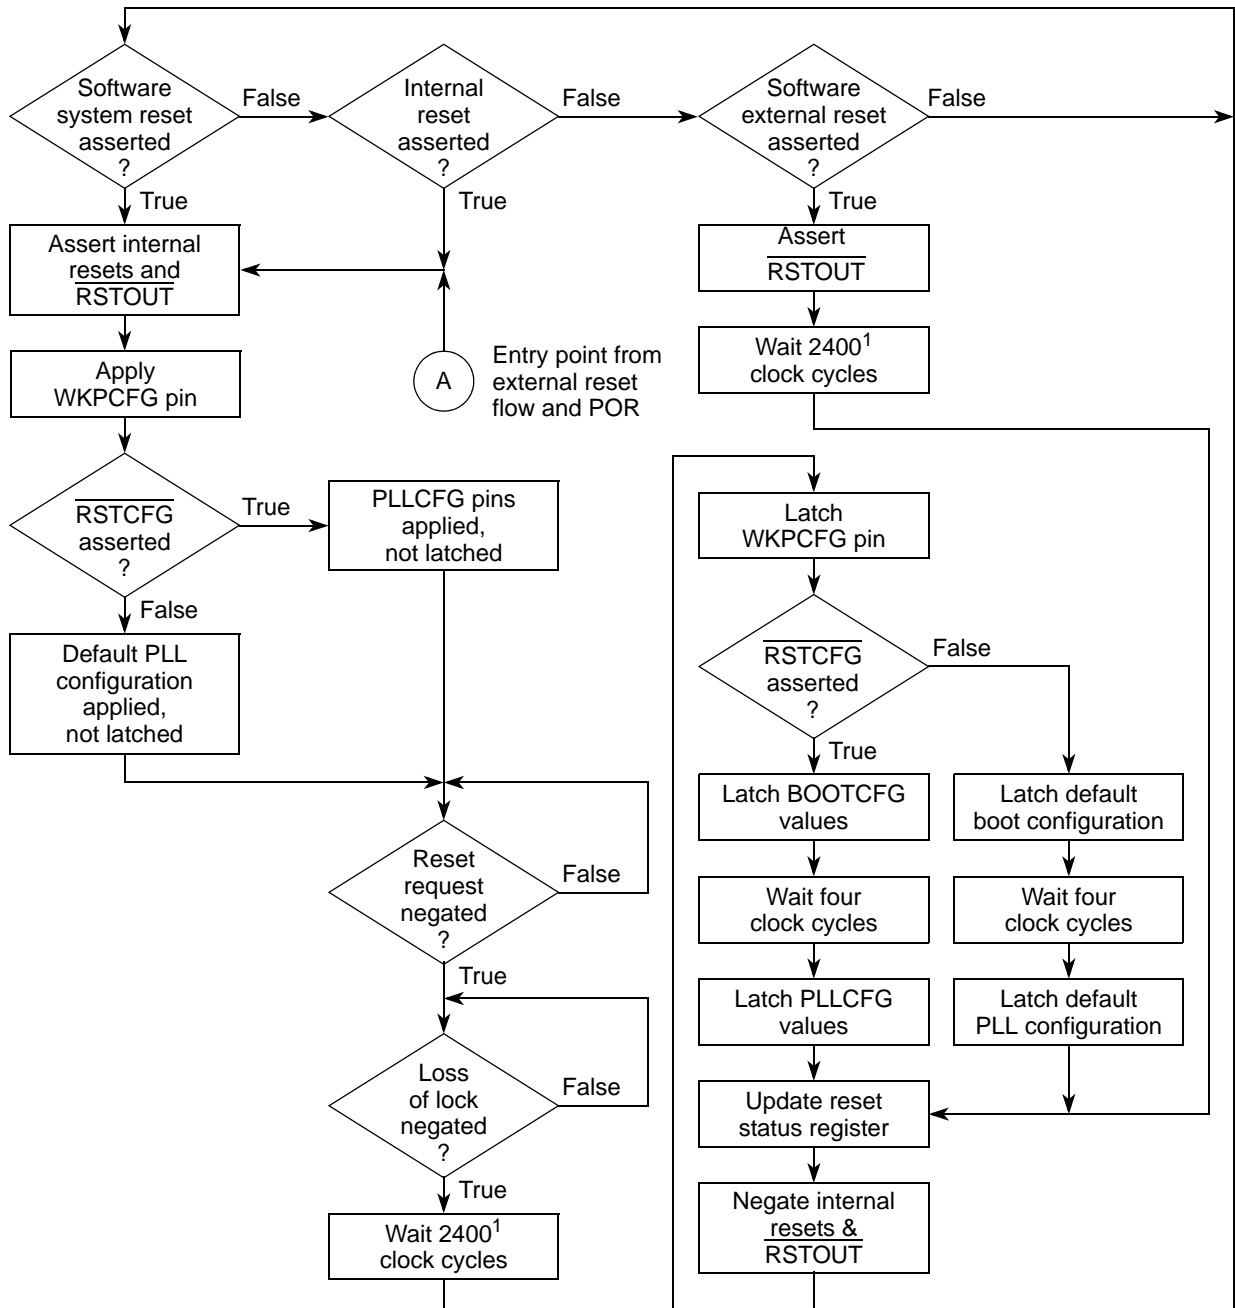 Software
system reset
asserted
?
False
True
Internal
reset
asserted
?
False
True
Software
external reset
asserted
?
False
True
Assert internal
resets and
RSTOUT
Assert
RSTOUT
Apply
WKPCFG pin
A
Entry point from
external reset
flow and POR
Wait 2400¹
clock cycles
RSTCFG
asserted
?
True
False
PLLCFG pins
applied,
not latched
Default PLL
configuration
applied,
not latched
Reset
request
negated
?
False
True
Loss
of lock
negated
?
False
True
Wait 2400¹
clock cycles
Latch
WKPCFG pin
RSTCFG
asserted
?
False
True
Latch BOOTCFG
values
Latch default
boot configuration
Wait four
clock cycles
Wait four
clock cycles
Latch PLLCFG
values
Latch default
PLL configuration
Update reset
status register
Negate internal
resets &
RSTOUT